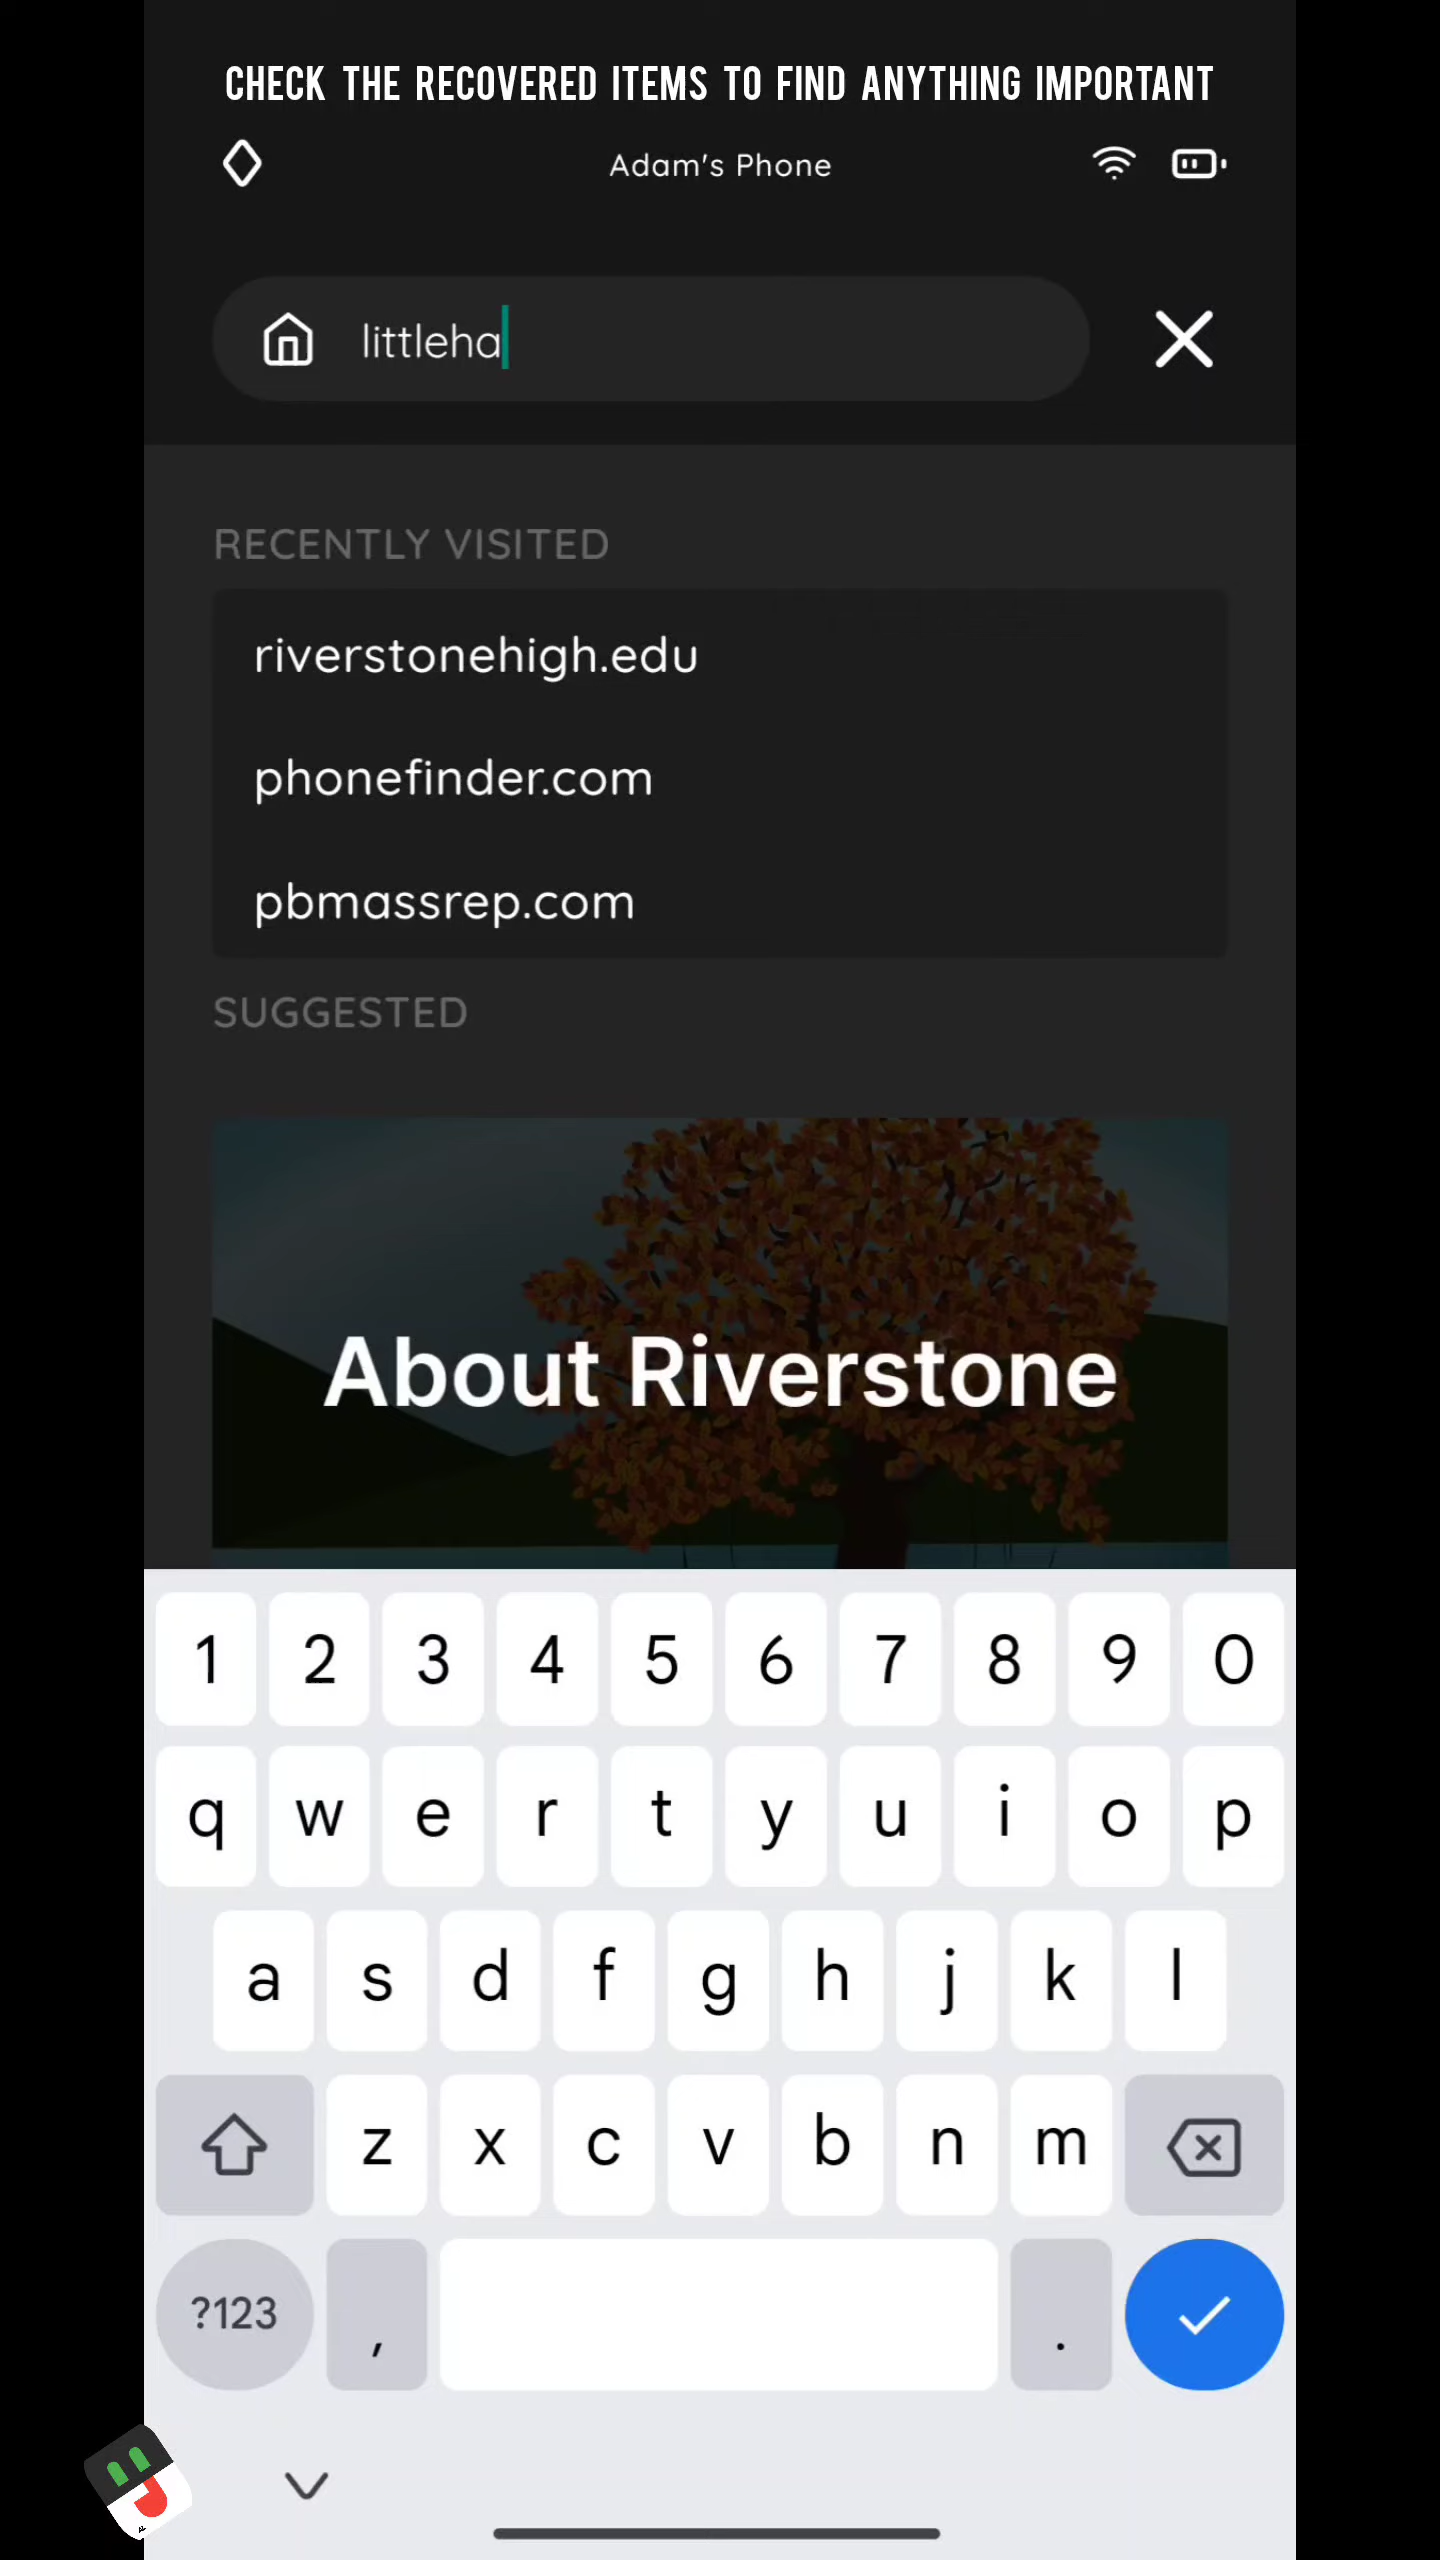 CHECK THE RECOVERED ITEMS TO FIND ANYTHING IMPORTANT
Adam's Phone
littleha
RECENTLY VISITED
riverstonehigh.edu
phonefinder.com
pbmassrep.com
SUGGESTED
About Riverstone
1 2 3 4 5 6 7 8 9 0
q w e r t y u i o p
a s d f g h j k l
z x c v b n m
?123 , .